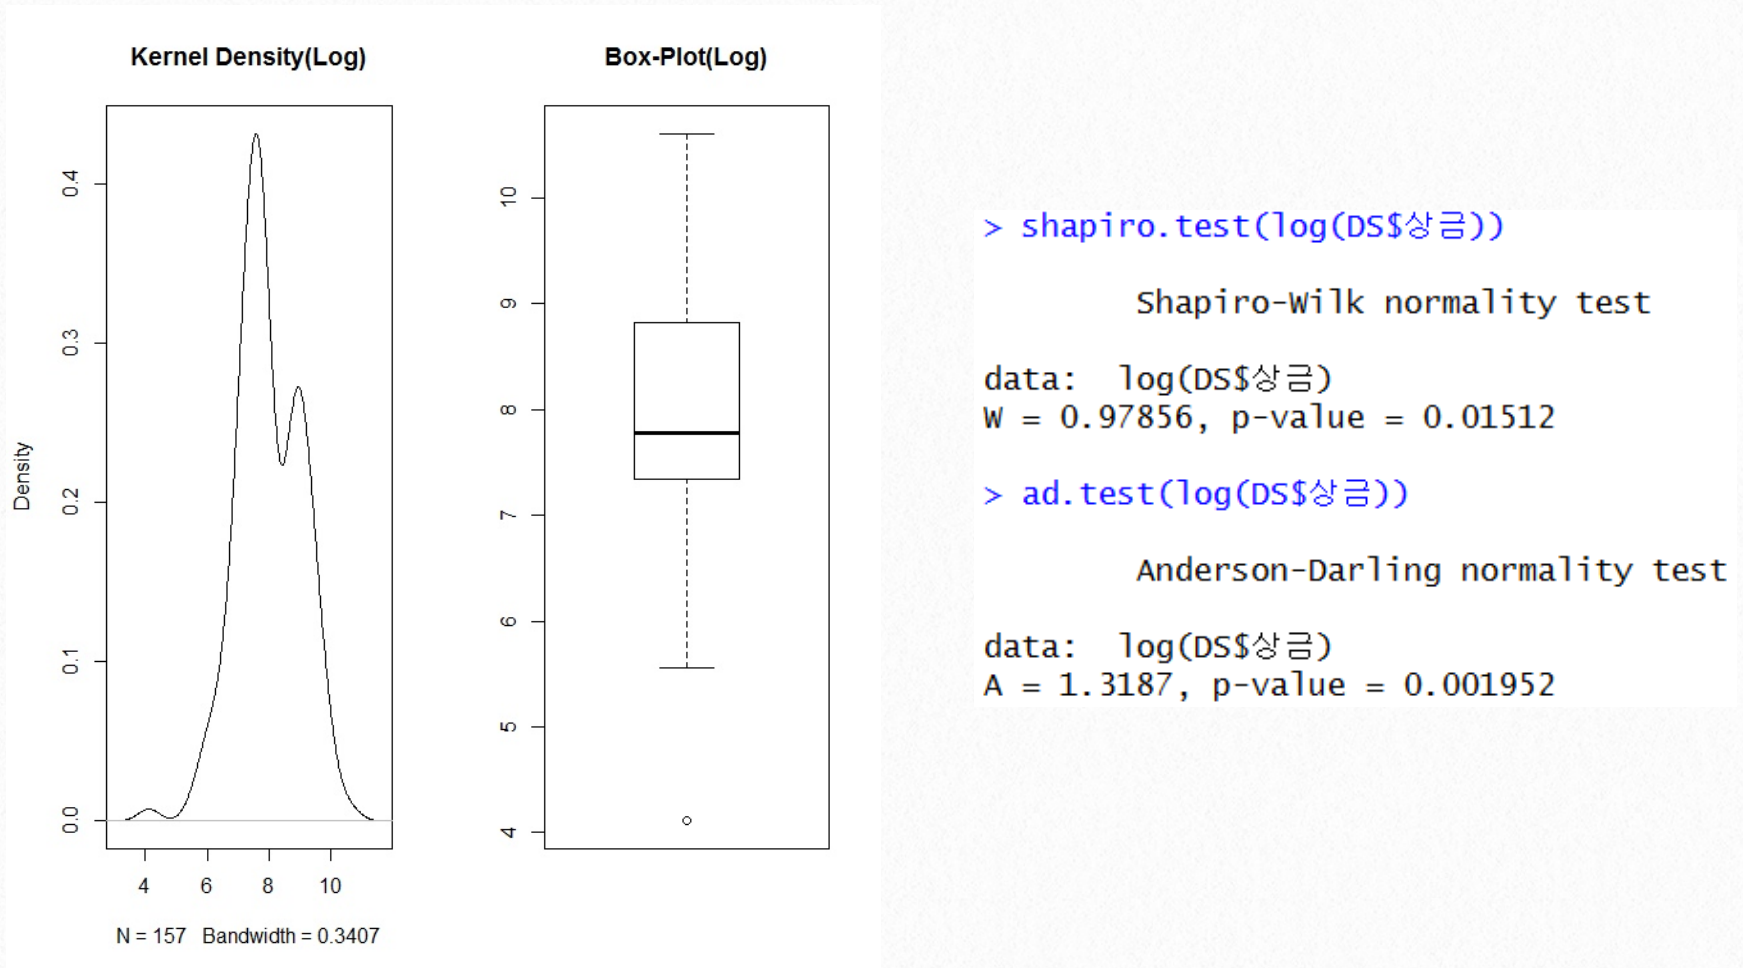 Kernel Density(Log)
Density
0.0
0.1
0.2
0.3
0.4
4 6 8 10
N = 157 Bandwidth = 0.3407
Box-Plot(Log)
4
5
6
7
8
9
10
> shapiro.test(log(DS$상금))
Shapiro-Wilk normality test
data: log(DS$상금)
W = 0.97856, p-value = 0.01512
> ad.test(log(DS$상금))
Anderson-Darling normality test
data: log(DS$상금)
A = 1.3187, p-value = 0.001952